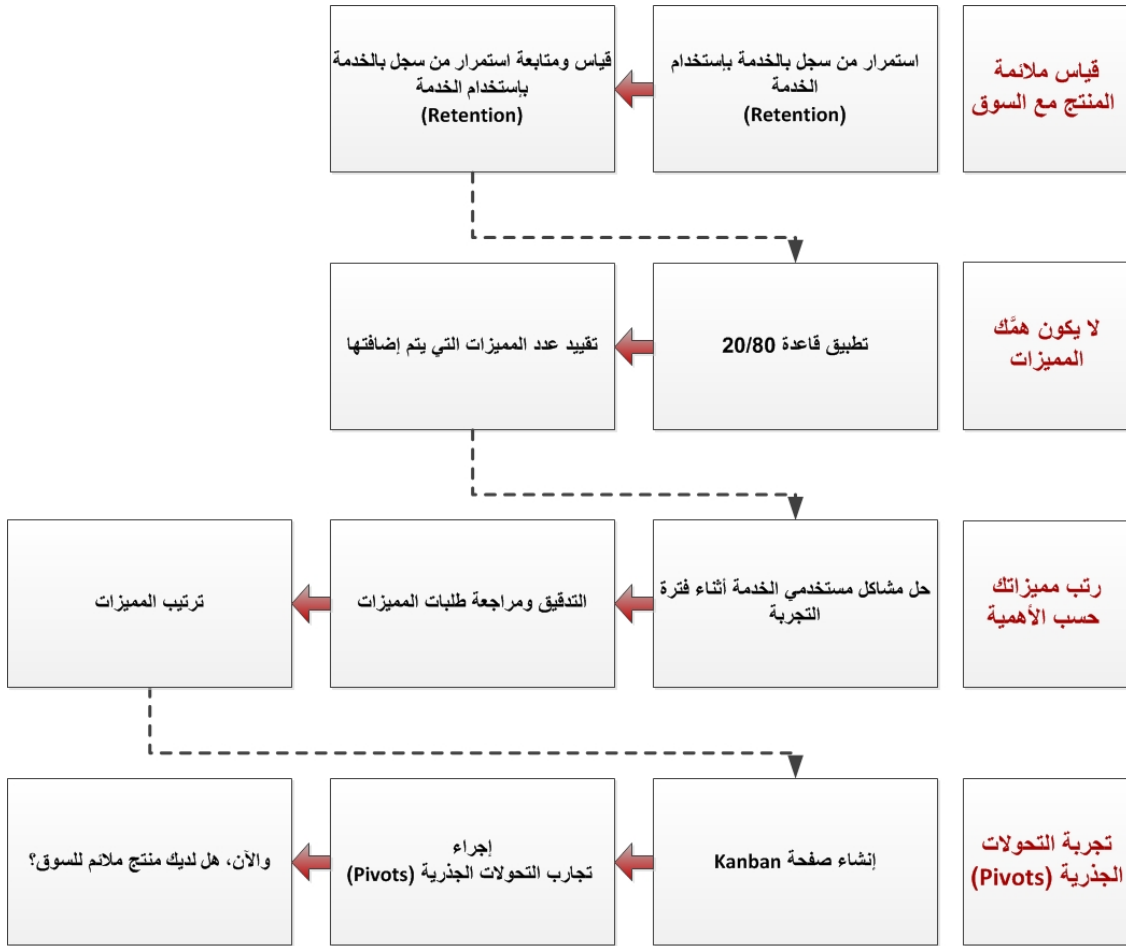 قياس ملائمة
المنتج مع السوق
استمرار من سجل بالخدمة بإستخدام
الخدمة
(Retention)
قياس ومتابعة استمرار من سجل بالخدمة
بإستخدام الخدمة
(Retention)
لا يكون همَّك
المميزات
تطبيق قاعدة 20/80
تقييد عدد المميزات التي يتم إضافتها
رتب مميزاتك
حسب الأهمية
حل مشاكل مستخدمي الخدمة أثناء فترة
التجربة
التدقيق ومراجعة طلبات المميزات
ترتيب المميزات
تجربة التحولات
الجذرية (Pivots)
إنشاء صفحة Kanban
إجراء
تجارب التحولات الجذرية (Pivots)
والآن، هل لديك منتج ملائم للسوق؟